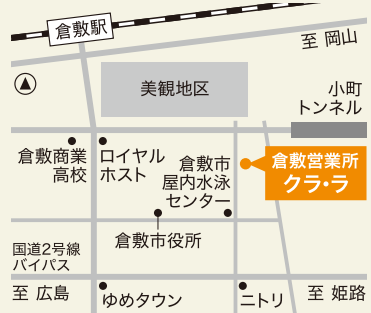 倉敷駅
至 岡山
美観地区
小町
トンネル
倉敷商業
高校
ロイヤル
ホスト
倉敷市
屋内水泳
センター
倉敷営業所
クラ・ラ
倉敷市役所
国道2号線
バイパス
至 広島
ゆめタウン
ニトリ
至 姫路